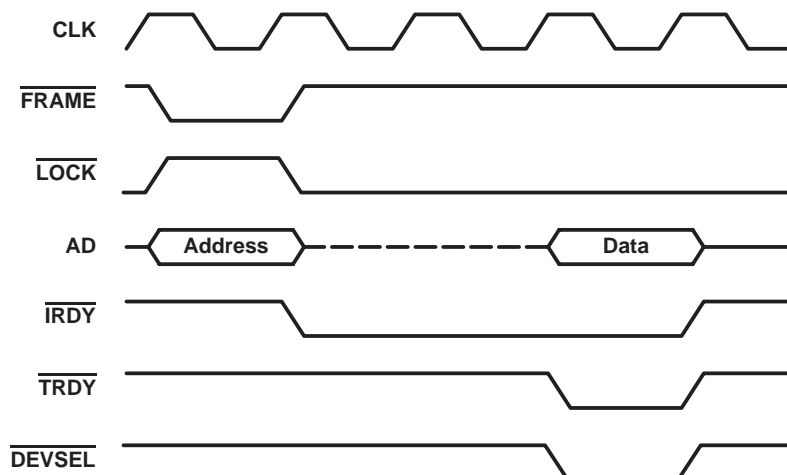 CLK
FRAME
LOCK
AD Address Data
IRDY
TRDY
DEVSEL